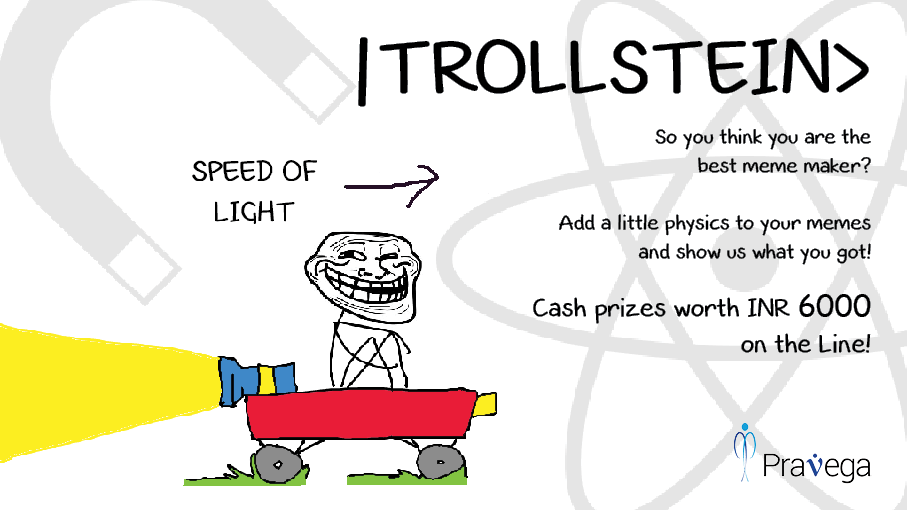 |TROLLSTEIN>
So you think you are the
best meme maker?
SPEED OF
LIGHT
Add a little physics to your memes
and show us what you got!
Cash prizes worth INR 6000
on the Line!
Pravega